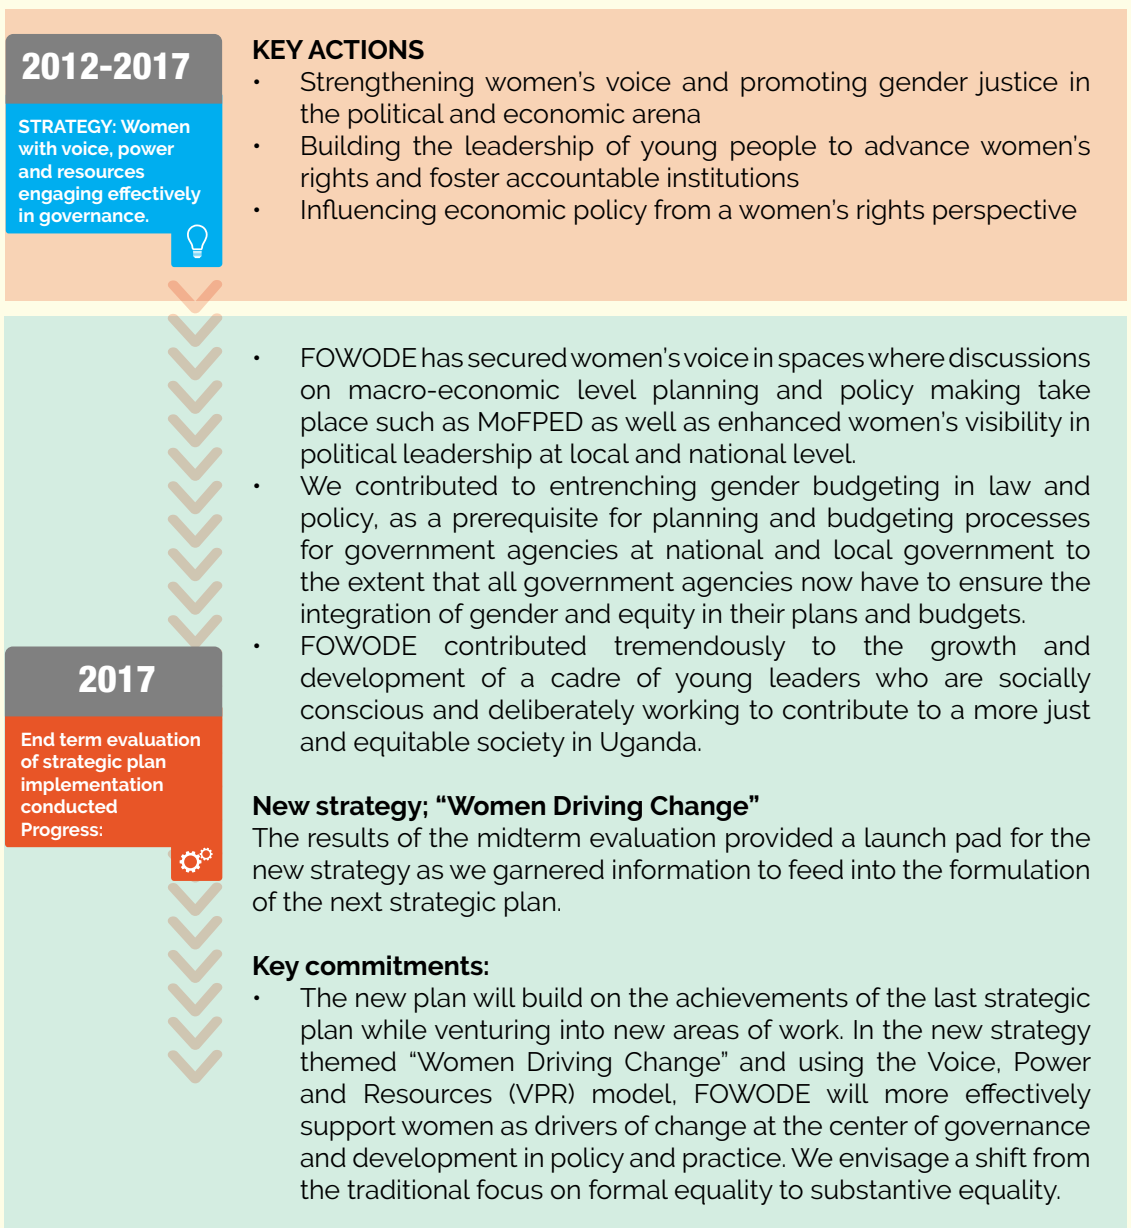 2012-2017
STRATEGY: Women
with voice, power
and resources
engaging effectively
in governance.
KEY ACTIONS
• Strengthening women's voice and promoting gender justice in
the political and economic arena
• Building the leadership of young people to advance women's
rights and foster accountable institutions
• Influencing economic policy from a women's rights perspective
• FOWODE has secured women's voice in spaces where discussions
on macro-economic level planning and policy making take
place such as MoFPED as well as enhanced women's visibility in
political leadership at local and national level.
• We contributed to entrenching gender budgeting in law and
policy, as a prerequisite for planning and budgeting processes
for government agencies at national and local government to
the extent that all government agencies now have to ensure the
integration of gender and equity in their plans and budgets.
• FOWODE contributed tremendously to the growth and
development of a cadre of young leaders who are socially
conscious and deliberately working to contribute to a more just
and equitable society in Uganda.
2017
End term evaluation
of strategic plan
implementation
conducted
Progress:
New strategy; “Women Driving Change”
The results of the midterm evaluation provided a launch pad for the
new strategy as we garnered information to feed into the formulation
of the next strategic plan.
Key commitments:
• The new plan will build on the achievements of the last strategic
plan while venturing into new areas of work. In the new strategy
themed “Women Driving Change” and using the Voice, Power
and Resources (VPR) model, FOWODE will more effectively
support women as drivers of change at the center of governance
and development in policy and practice. We envisage a shift from
the traditional focus on formal equality to substantive equality.